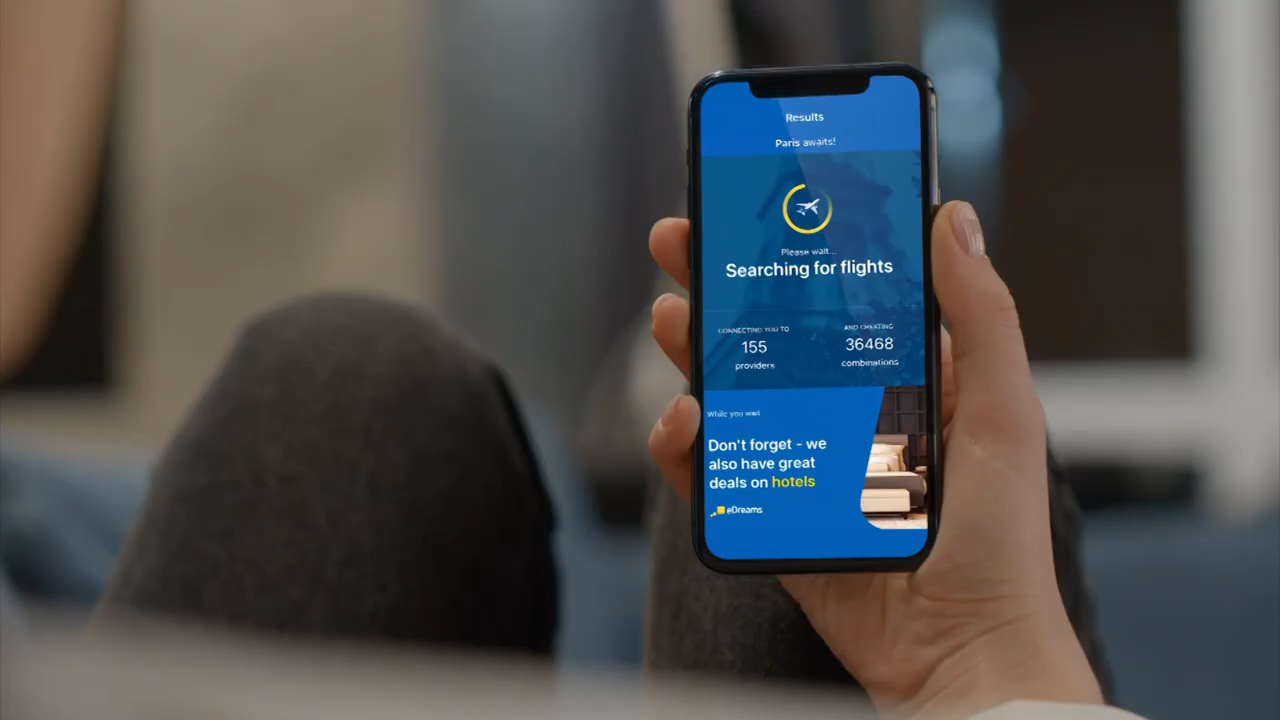 Results
Paris awaits!
Please wait...
Searching for flights
CONNECTING YOU TO
155
providers
AND CREATING
36468
combinations
While you wait
Don't forget - we
also have great
deals on hotels
eDreams